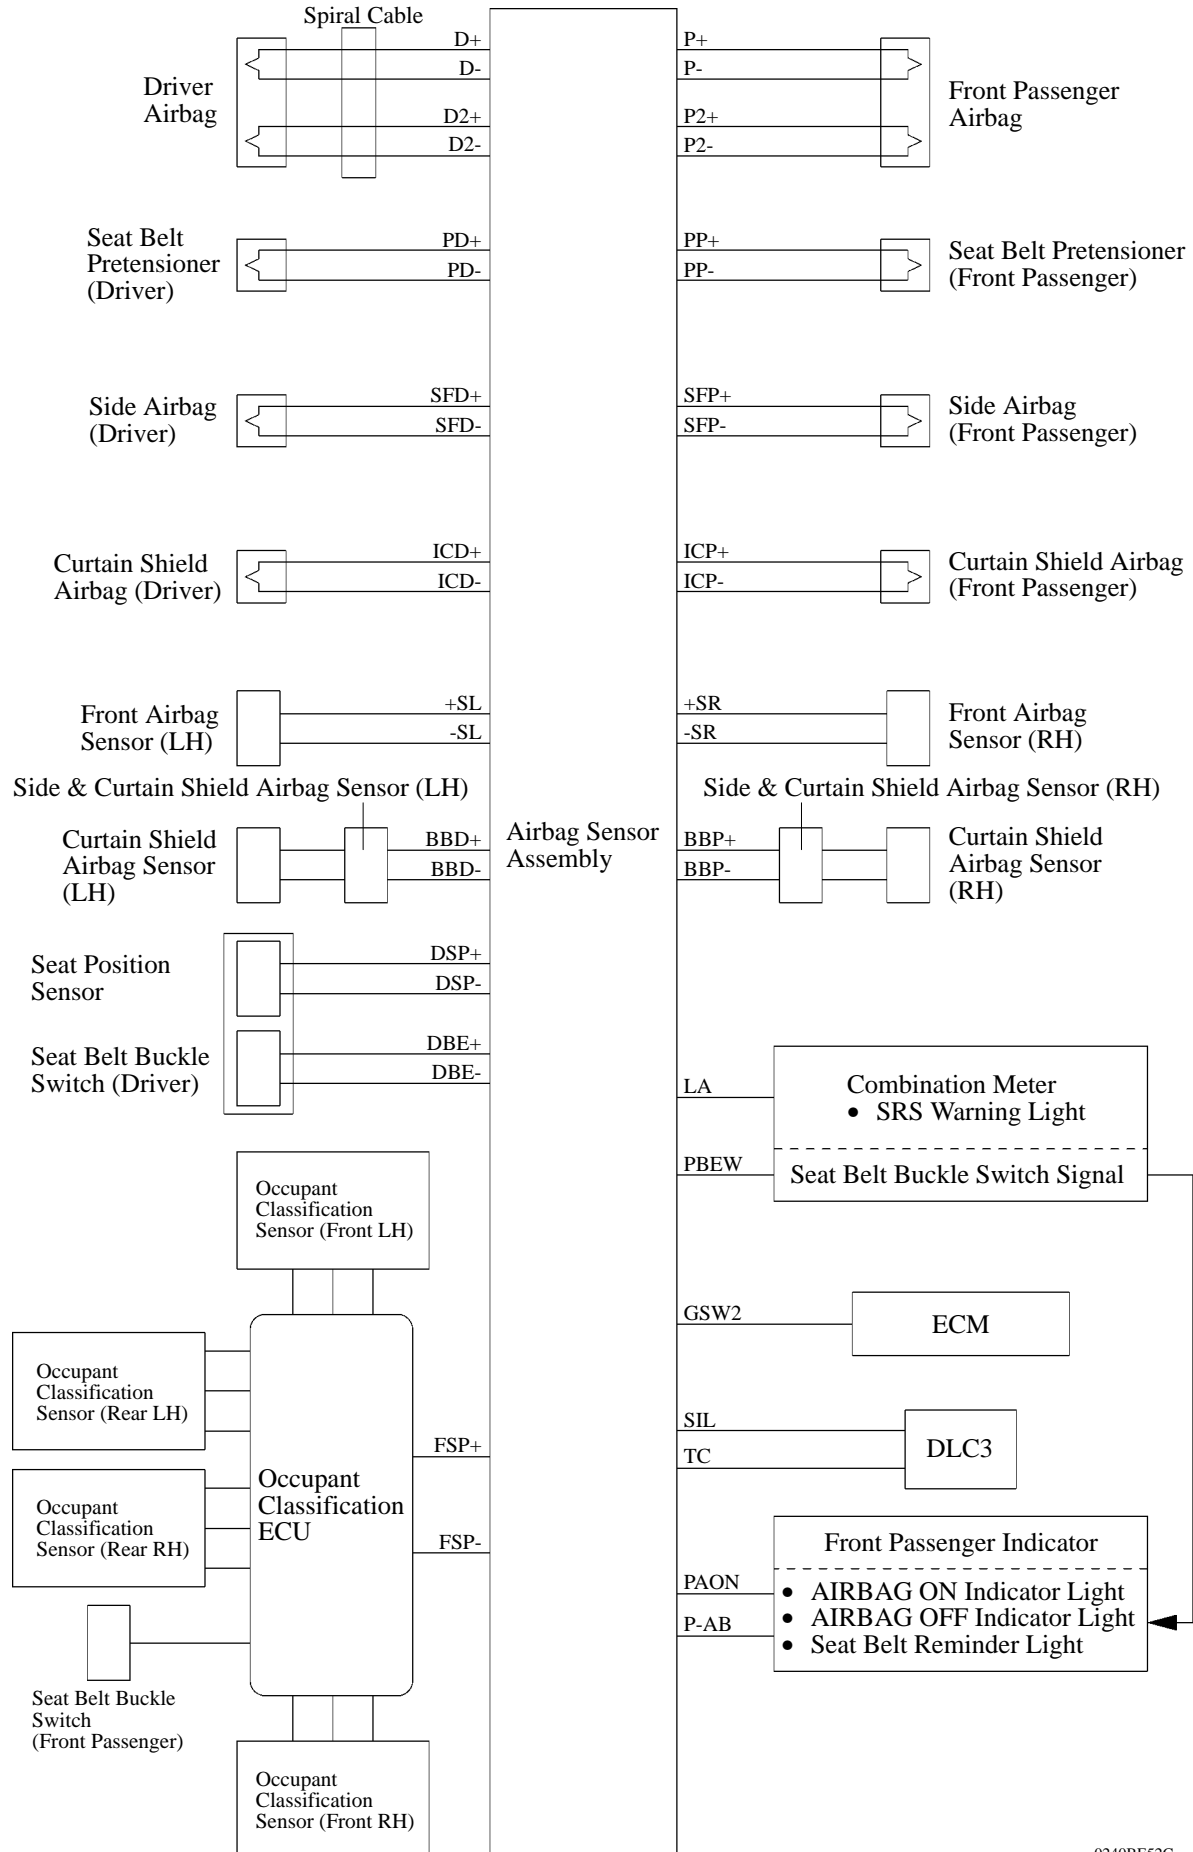 Spiral Cable
D+
D-
D2+
D2-
Driver
Airbag
P+
P-
P2+
P2-
Front Passenger
Airbag
Seat Belt
Pretensioner
(Driver)
PD+
PD-
PP+
PP-
Seat Belt Pretensioner
(Front Passenger)
Side Airbag
(Driver)
SFD+
SFD-
SFP+
SFP-
Side Airbag
(Front Passenger)
Curtain Shield
Airbag (Driver)
ICD+
ICD-
ICP+
ICP-
Curtain Shield Airbag
(Front Passenger)
Front Airbag
Sensor (LH)
+SL
-SL
+SR
-SR
Front Airbag
Sensor (RH)
Side & Curtain Shield Airbag Sensor (LH)
Side & Curtain Shield Airbag Sensor (RH)
Curtain Shield
Airbag Sensor
(LH)
BBD+
BBD-
Airbag Sensor
Assembly
BBP+
BBP-
Curtain Shield
Airbag Sensor
(RH)
Seat Position
Sensor
DSP+
DSP-
Seat Belt Buckle
Switch (Driver)
DBE+
DBE-
LA
Combination Meter
• SRS Warning Light
PBEW
Seat Belt Buckle Switch Signal
Occupant
Classification
Sensor (Front LH)
GSW2
ECM
Occupant
Classification
Sensor (Rear LH)
SIL
TC
DLC3
FSP+
Occupant
Classification
ECU
FSP-
Occupant
Classification
Sensor (Rear RH)
Front Passenger Indicator
PAON
P-AB
• AIRBAG ON Indicator Light
• AIRBAG OFF Indicator Light
• Seat Belt Reminder Light
Seat Belt Buckle
Switch
(Front Passenger)
Occupant
Classification
Sensor (Front RH)